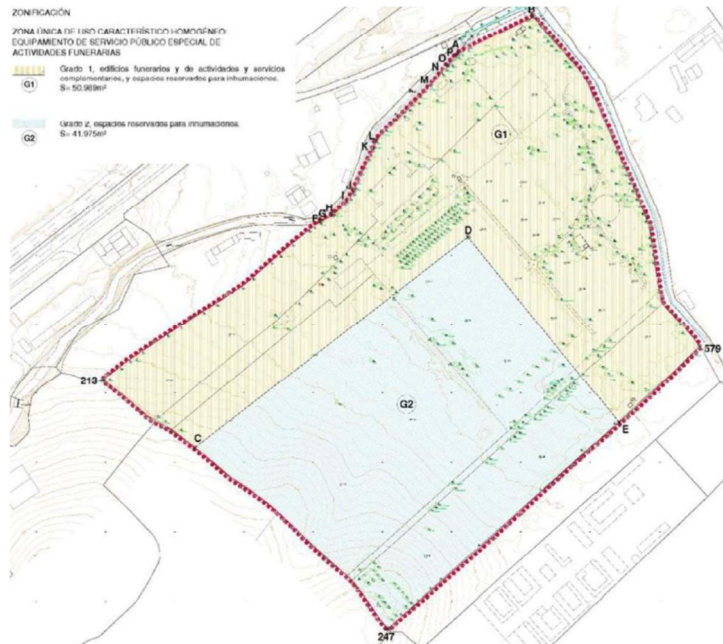 ZONIFICACIÓN
ZONA ÚNICA DE USO CARACTERÍSTICO HOMOGÉNEO:
EQUIPAMIENTO DE SERVICIO PÚBLICO ESPECIAL DE
ACTIVIDADES FUNERARIAS
Grado 1, edificios funerarios y de actividades y servicios
complementarios, y espacios reservados para inhumaciones.
G1
S= 50.989m²
Grado 2, espacios reservados para inhumaciones.
G2
S= 41.975m²
B
A
P
O
N
M
G1
L
K
J
I
H
G
F
D
579
213
G2
E
C
247